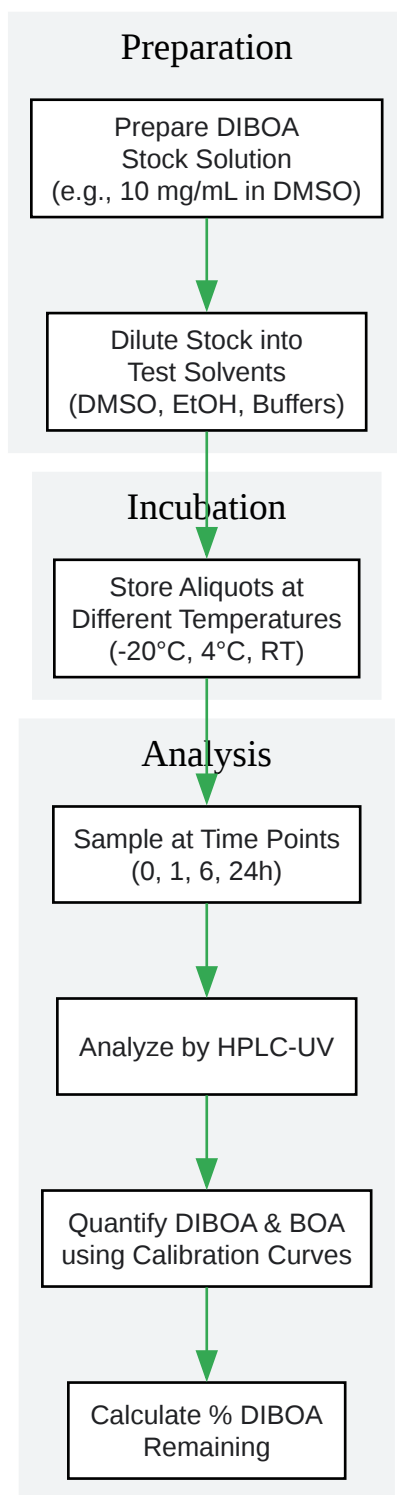 Preparation
Prepare DIBOA
Stock Solution
(e.g., 10 mg/mL in DMSO)
Dilute Stock into
Test Solvents
(DMSO, EtOH, Buffers)
Incubation
Store Aliquots at
Different Temperatures
(-20°C, 4°C, RT)
Analysis
Sample at Time Points
(0, 1, 6, 24h)
Analyze by HPLC-UV
Quantify DIBOA & BOA
using Calibration Curves
Calculate % DIBOA
Remaining